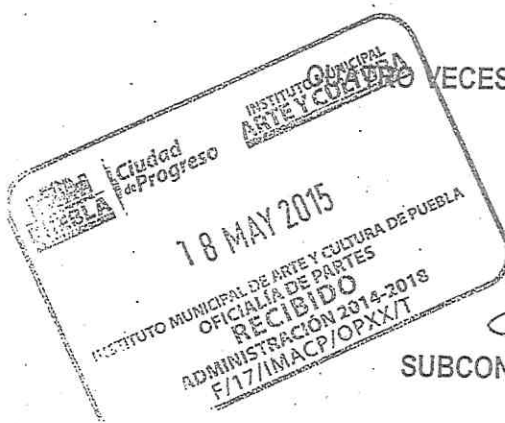 CUATRO VECES
INSTITUTO MUNICIPAL
ARTE Y CULTURA
PUEBLA
Ciudad
de Progreso
18 MAY 2015
INSTITUTO MUNICIPAL DE ARTE Y CULTURA DE PUEBLA
OFICIALÍA DE PARTES
RECIBIDO
ADMINISTRACIÓN 2014-2018
F/17/IMACP/OPXX/T
SUBCON